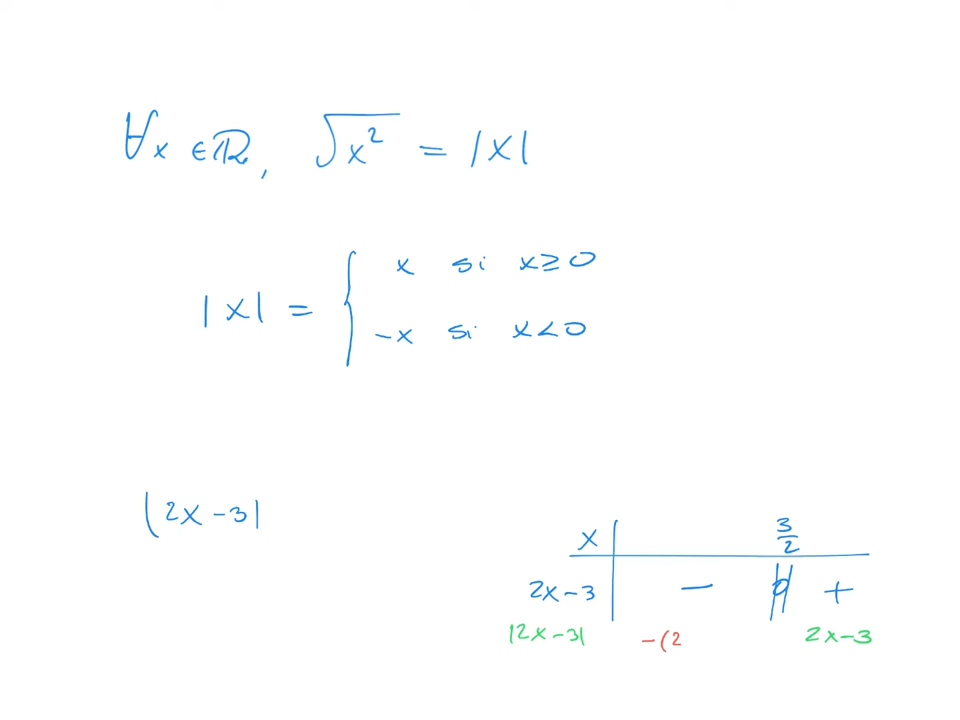 ∀x ∈ ℝ, √x² = |x|
|x| = { x si x ≥ 0
-x si x < 0
|2x - 3|
x | 3/2
2x - 3 | - 0 +
|2x - 3| -(2 2x - 3